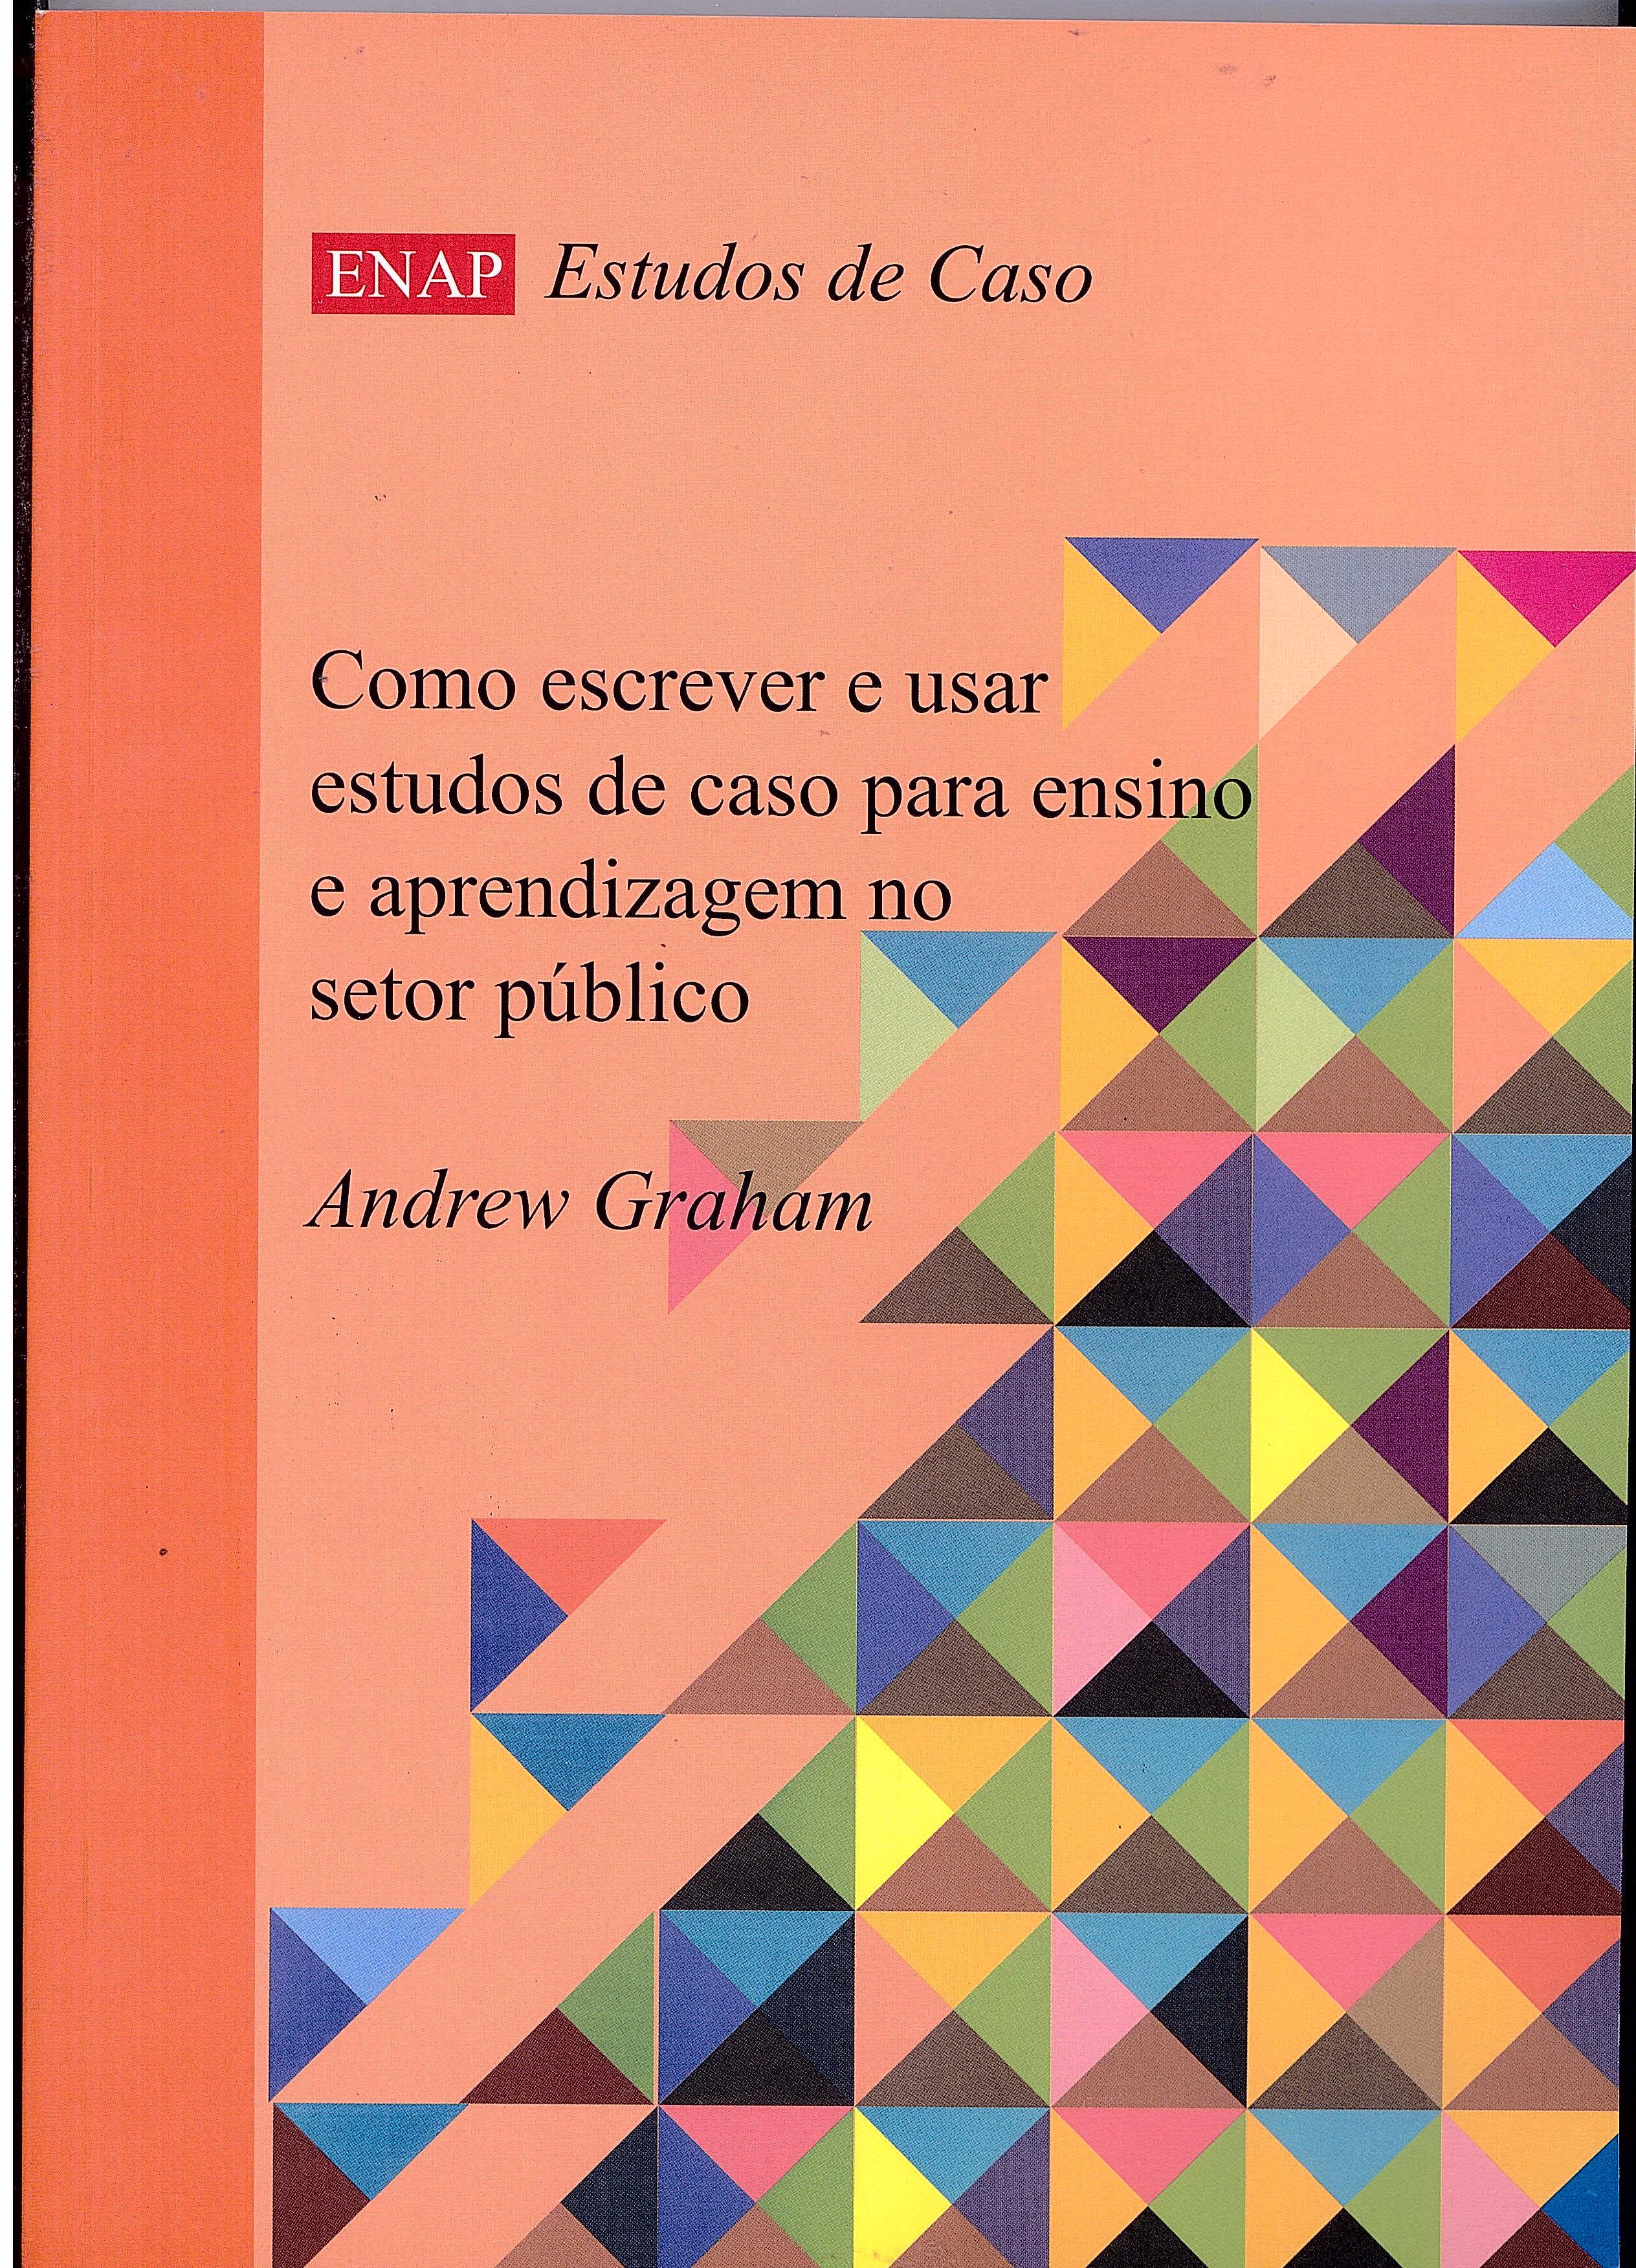 ENAP Estudos de Caso
Como escrever e usar
estudos de caso para ensino
e aprendizagem no
setor público
Andrew Graham